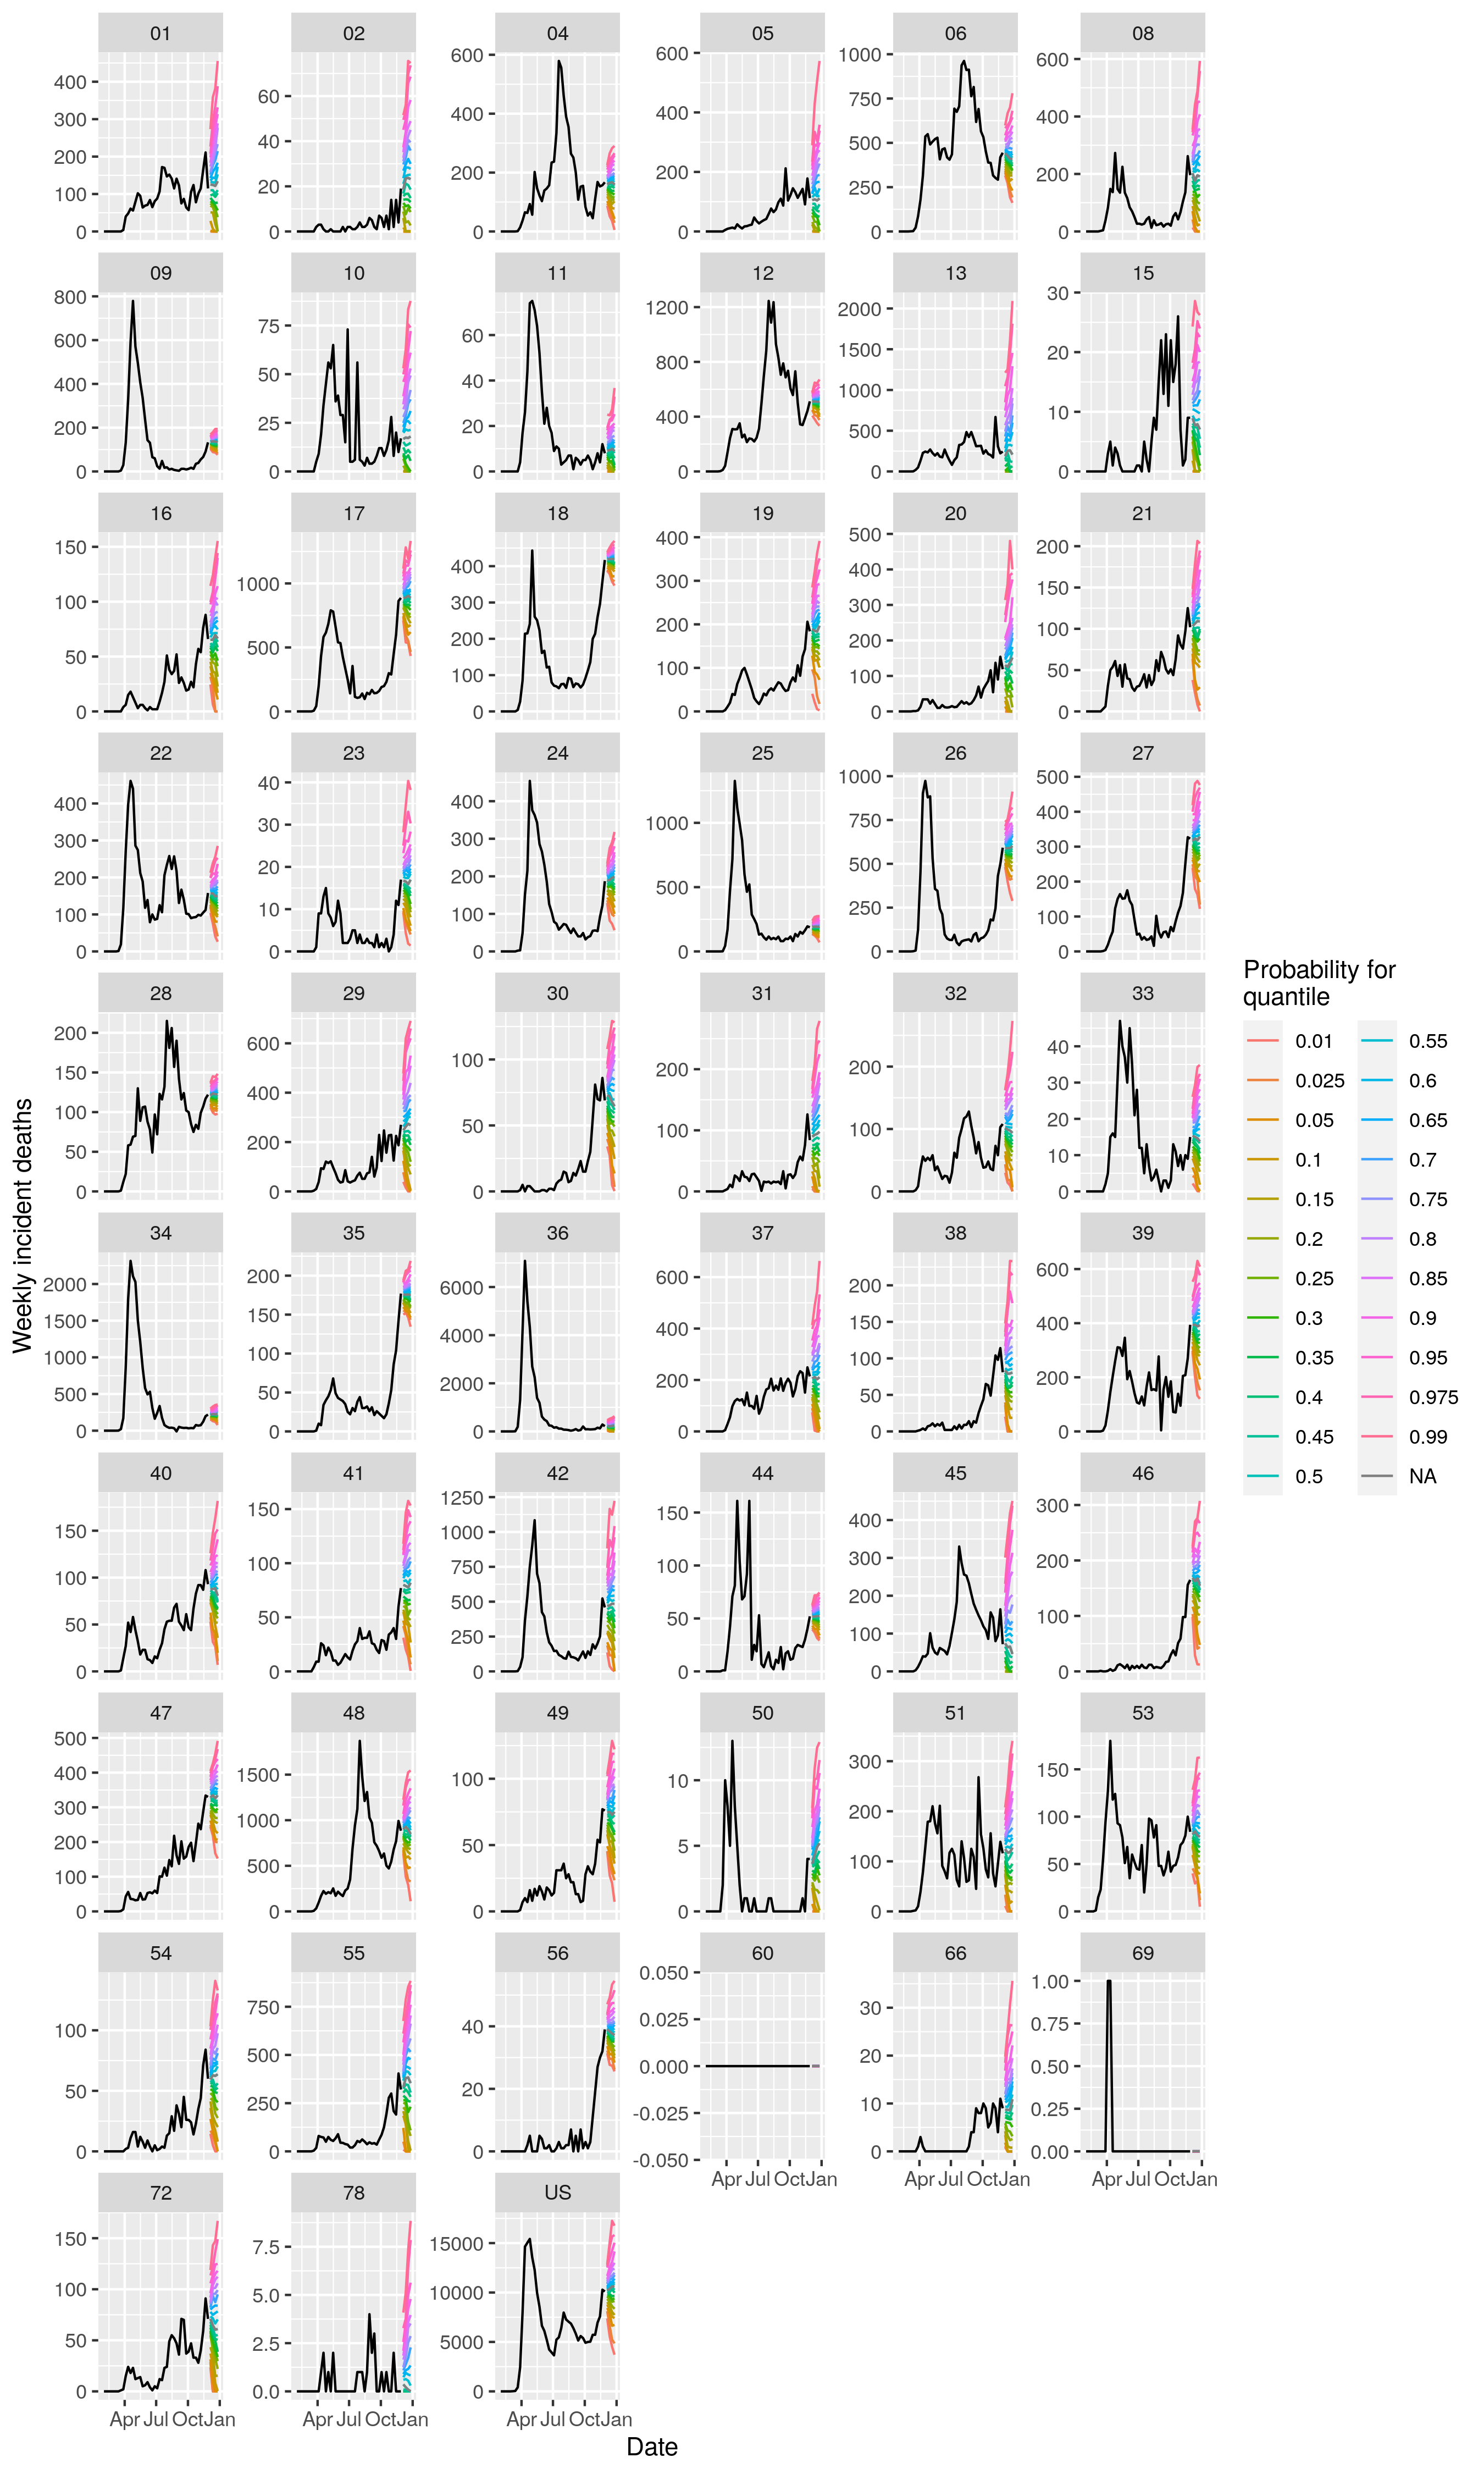 01 02 04 05 06 08
400 300 200 100 0
60 40 20 0
600 400 200 0
600 400 200 0
1000 750 500 250 0
600 400 200 0
09 10 11 12 13 15
800 600 400 200 0
75 50 25 0
60 40 20 0
1200 800 400 0
2000 1500 1000 500 0
30 20 10 0
16 17 18 19 20 21
150 100 50 0
1000 500 0
400 300 200 100 0
400 300 200 100 0
500 400 300 200 100 0
200 150 100 50 0
22 23 24 25 26 27
400 300 200 100 0
40 30 20 10 0
400 300 200 100 0
1000 500 0
1000 750 500 250 0
500 400 300 200 100 0
28 29 30 31 32 33
200 150 100 50 0
600 400 200 0
100 50 0
200 100 0
200 100 0
40 30 20 10 0
34 35 36 37 38 39
2000 1500 1000 500 0
200 150 100 50 0
6000 4000 2000 0
600 400 200 0
200 150 100 50 0
600 400 200 0
40 41 42 44 45 46
150 100 50 0
150 100 50 0
1250 1000 750 500 250 0
150 100 50 0
400 300 200 100 0
300 200 100 0
47 48 49 50 51 53
500 400 300 200 100 0
1500 1000 500 0
100 50 0
10 5 0
300 200 100 0
150 100 50 0
54 55 56 60 66 69
100 50 0
750 500 250 0
40 20 0
0.050 0.025 0.000 -0.025 -0.050
30 20 10 0
1.00 0.75 0.50 0.25 0.00
Apr Jul Oct Jan
Apr Jul Oct Jan
Apr Jul Oct Jan
72 78 US
150 100 50 0
7.5 5.0 2.5 0.0
15000 10000 5000 0
Apr Jul Oct Jan
Apr Jul Oct Jan
Apr Jul Oct Jan
Date
Weekly incident deaths
Probability for
quantile
0.01 0.55
0.025 0.6
0.05 0.65
0.1 0.7
0.15 0.75
0.2 0.8
0.25 0.85
0.3 0.9
0.35 0.95
0.4 0.975
0.45 0.99
0.5 NA